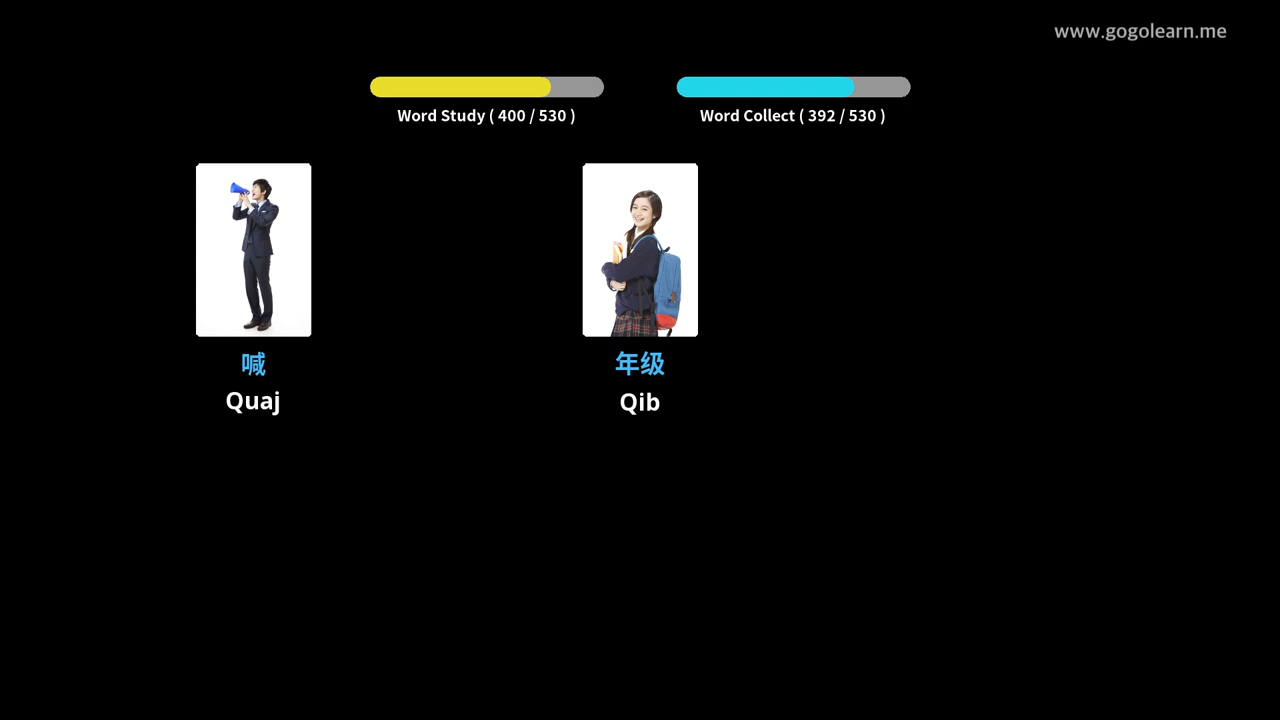 www.gogolearn.me
Word Study ( 400 / 530 )
Word Collect ( 392 / 530 )
喊
年级
Quaj
Qib